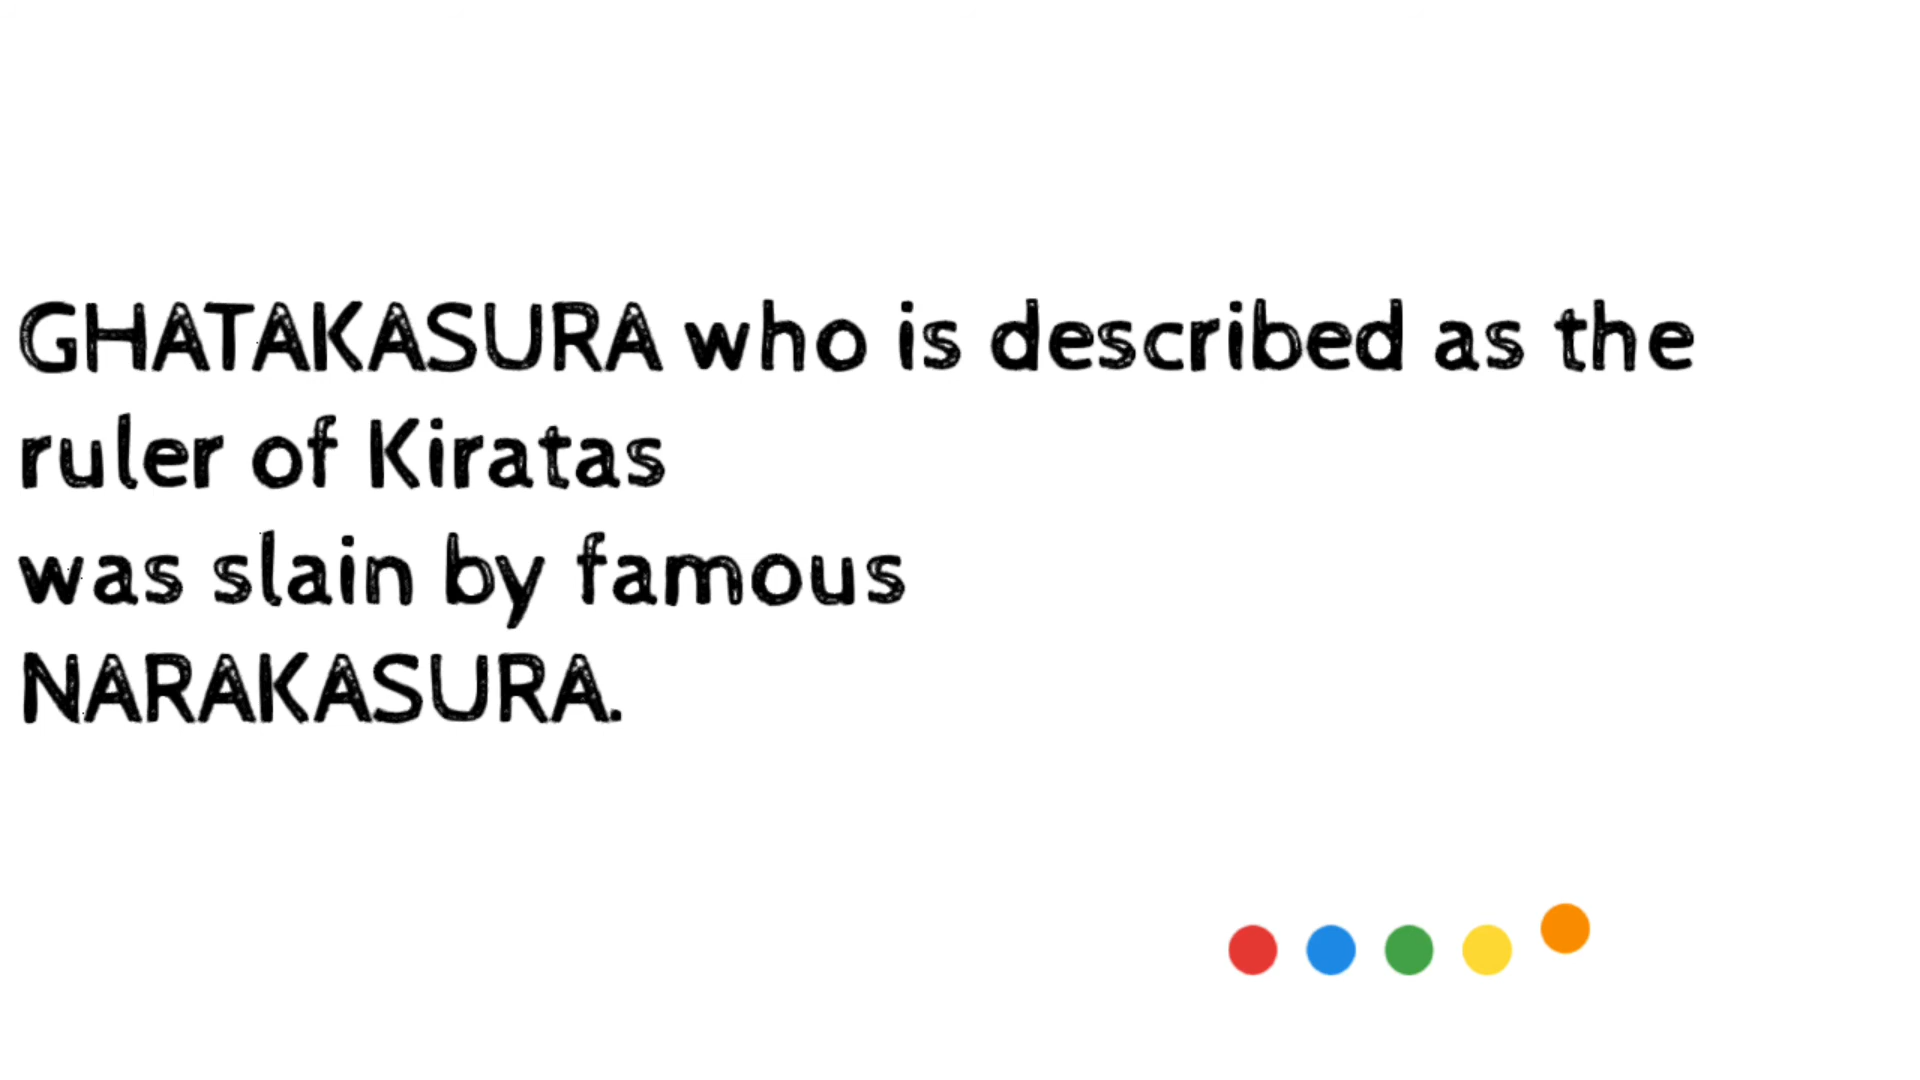 GHATAKASURA who is described as the
ruler of Kiratas
was slain by famous
NARAKASURA.